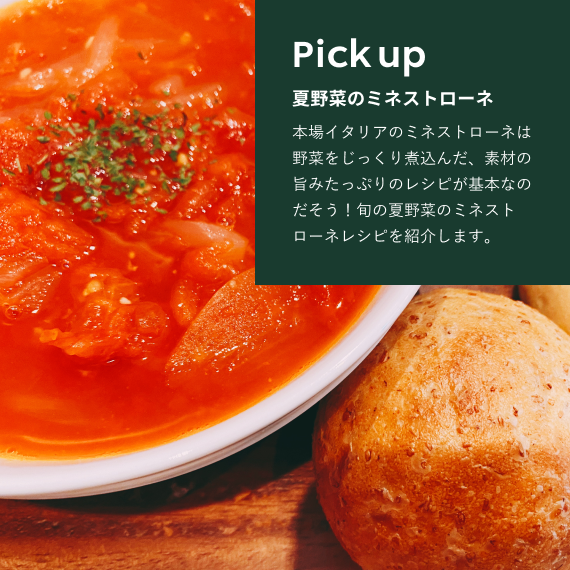 Pick up
夏野菜のミネストローネ
本場イタリアのミネストローネは
野菜をじっくり煮込んだ、素材の
旨みたっぷりのレシピが基本なの
だそう！旬の夏野菜のミネスト
ローネレシピを紹介します。